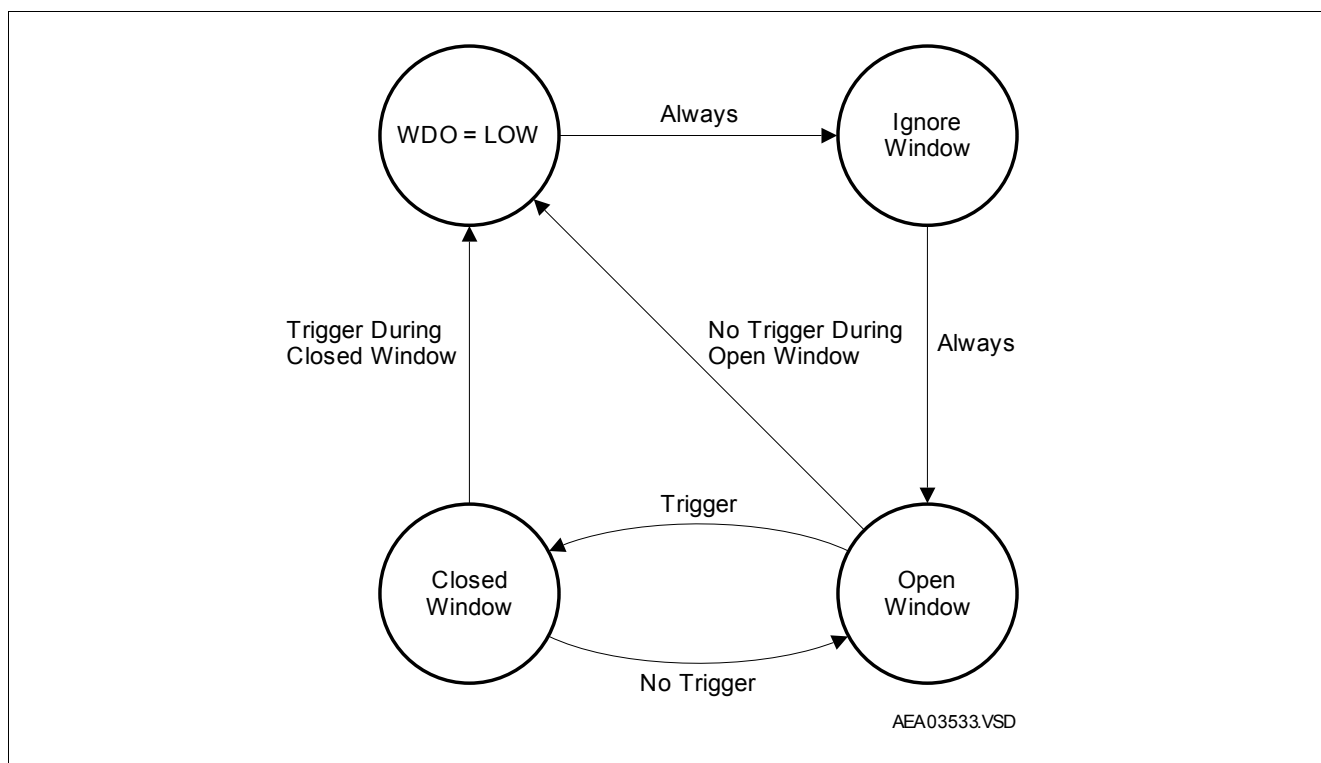 WDO = LOW
Always
Ignore
Window
Trigger During
Closed Window
No Trigger During
Open Window
Always
Trigger
Closed
Window
Open
Window
No Trigger
AEA03533.VSD